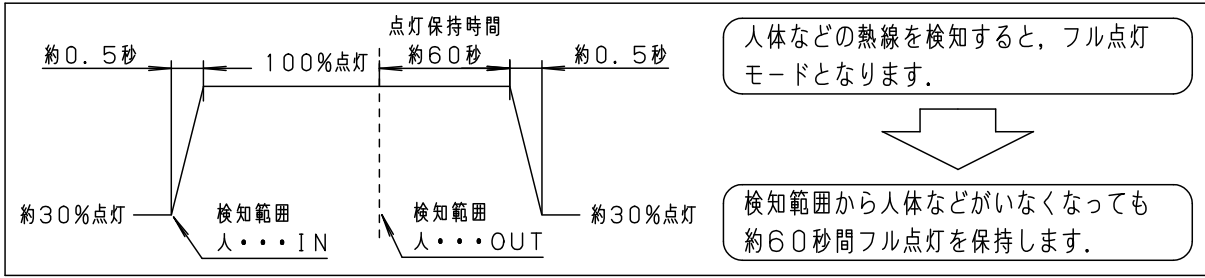 点灯保持時間
約0.5秒
100%点灯
約60秒
約0.5秒
約30%点灯
検知範囲
人・・・IN
検知範囲
人・・・OUT
約30%点灯
人体などの熱線を検知すると，フル点灯
モードとなります．
検知範囲から人体などがいなくなっても
約60秒間フル点灯を保持します．